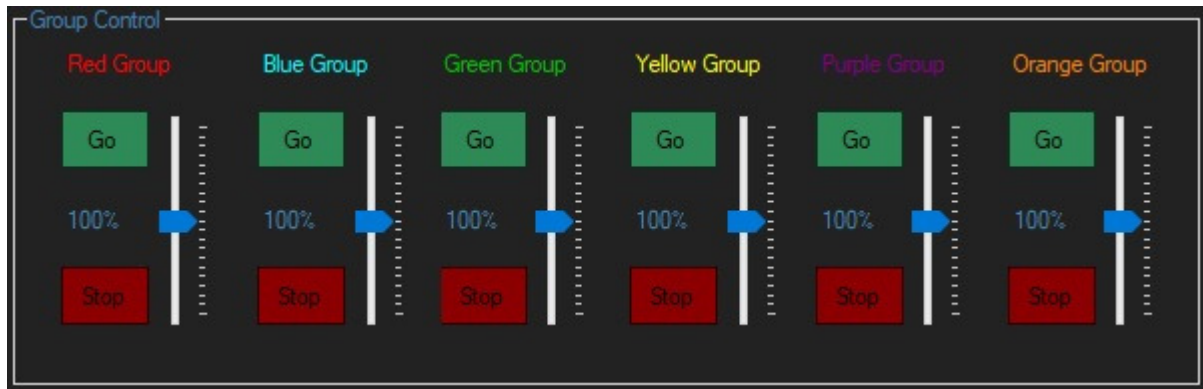 Group Control
Red Group Blue Group Green Group Yellow Group Purple Group Orange Group
Go Go Go Go Go Go
100% 100% 100% 100% 100% 100%
Stop Stop Stop Stop Stop Stop